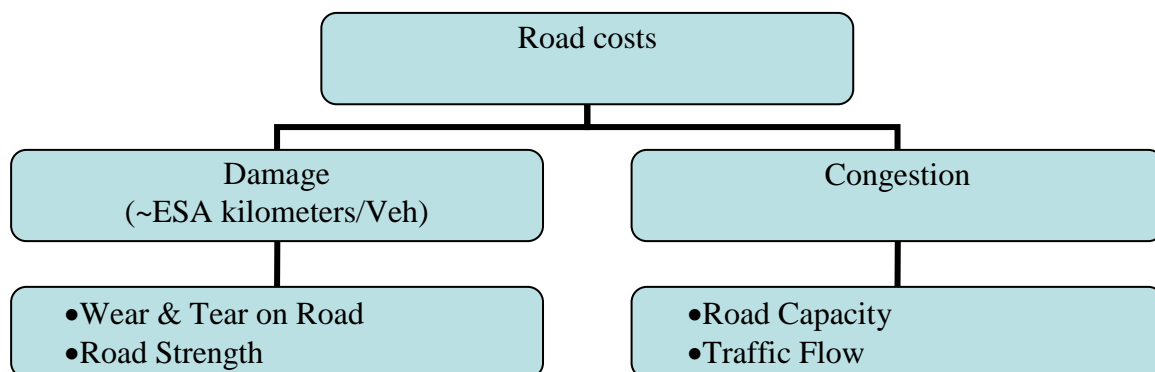 Road costs
Damage
(~ESA kilometers/Veh)
Congestion
•Wear & Tear on Road
•Road Strength
•Road Capacity
•Traffic Flow